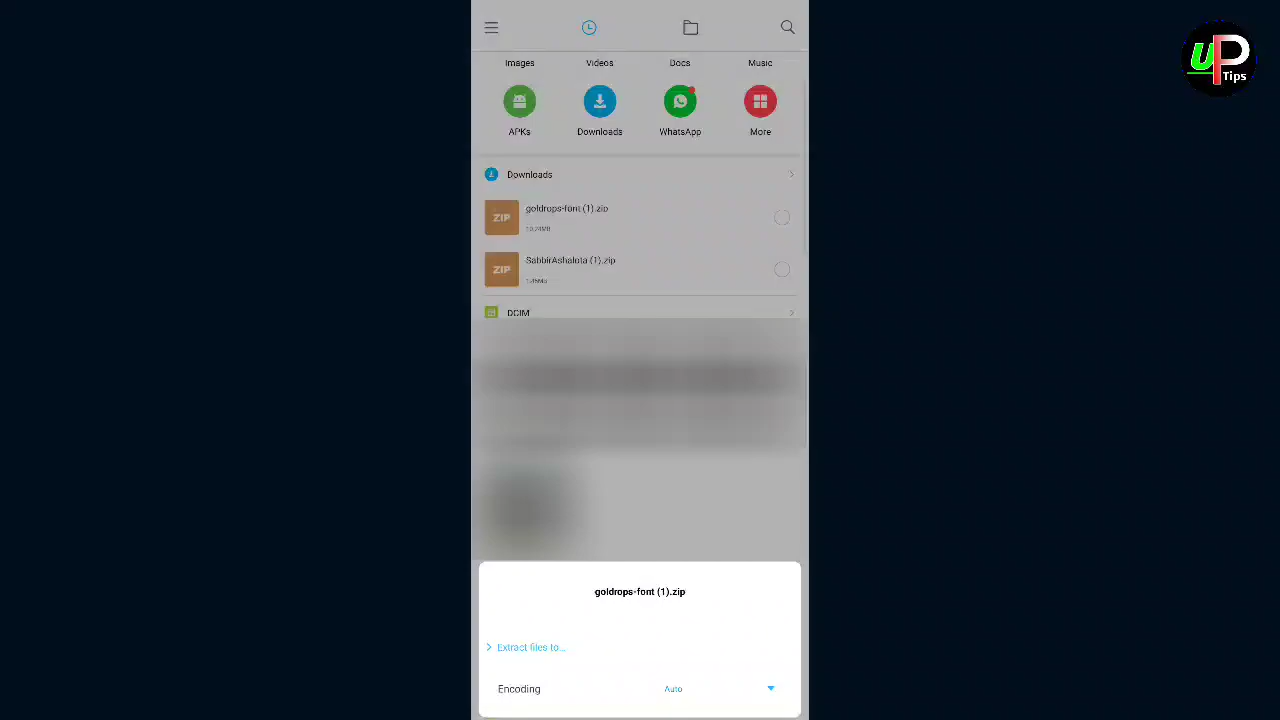 UP Tips
Images Videos Docs Music
APKs Downloads WhatsApp More
Downloads
ZIP
goldrops-font (1).zip
ZIP
SabbirAshalota (1).zip
DCIM
goldrops-font (1).zip
Extract files to...
Encoding Auto